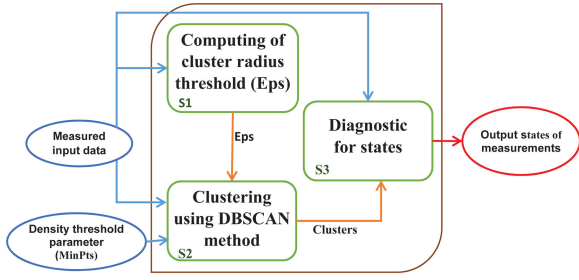 Computing of
cluster radius
threshold (Eps)
S1
Eps
Measured
input data
Diagnostic
for states
S3
Output states of
measurements
Clustering
using DBSCAN
method
S2
Clusters
Density threshold
parameter
(MinPts)